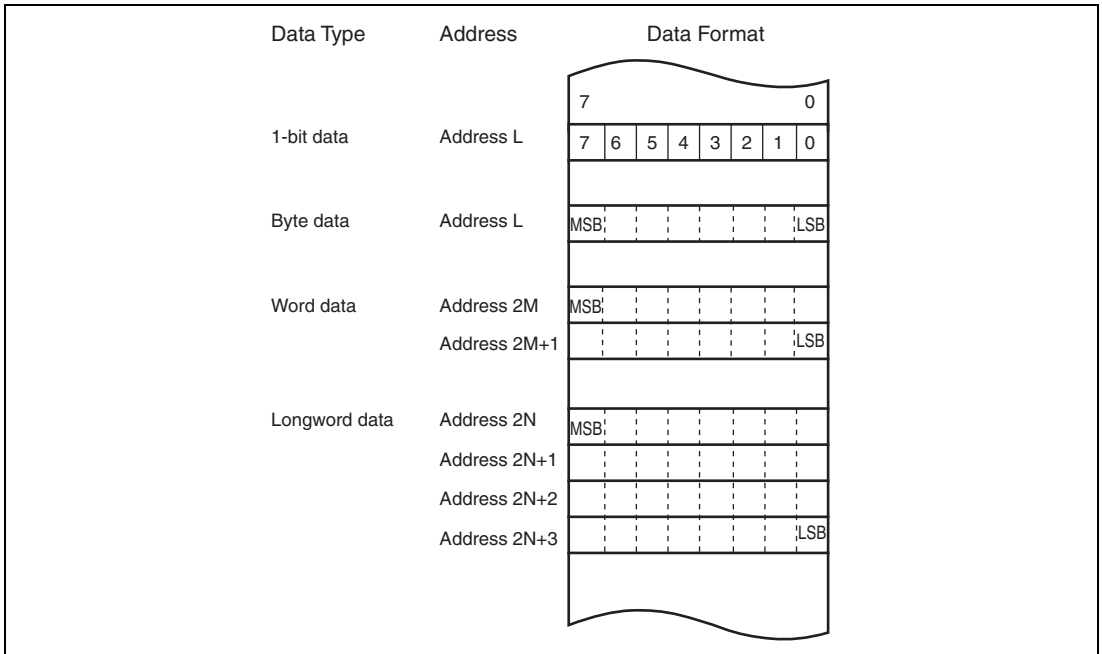 Data Type Address Data Format
7 0
1-bit data Address L 7 6 5 4 3 2 1 0
Byte data Address L MSB LSB
Word data Address 2M MSB
Address 2M+1 LSB
Longword data Address 2N MSB
Address 2N+1
Address 2N+2
Address 2N+3 LSB